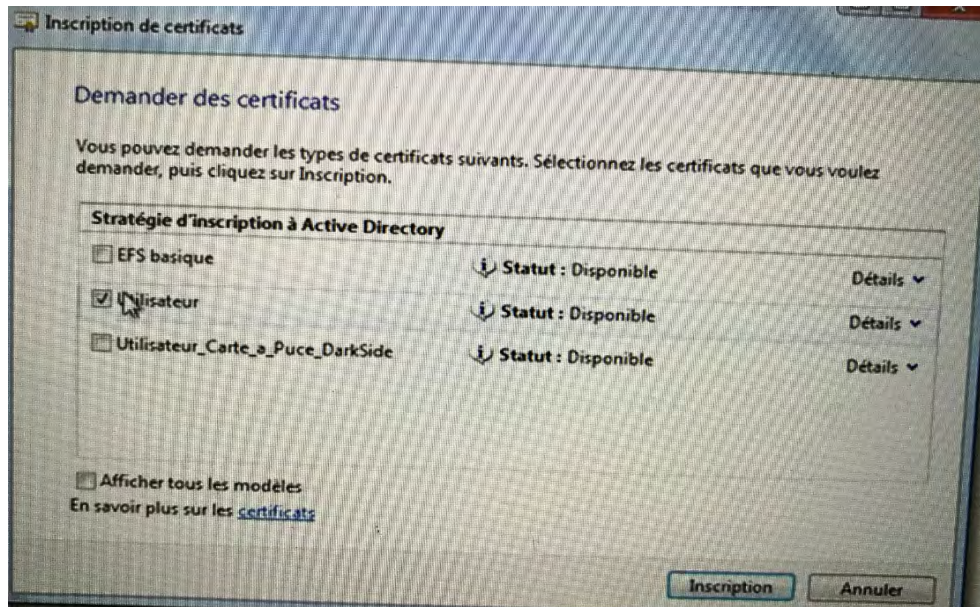 Inscription de certificats
Demander des certificats
Vous pouvez demander les types de certificats suivants. Sélectionnez les certificats que vous voulez
demander, puis cliquez sur Inscription.
Stratégie d'inscription à Active Directory
EFS basique
Statut : Disponible
Détails
Utilisateur
Statut : Disponible
Détails
Utilisateur_Carte_a_Puce_DarkSide
Statut : Disponible
Détails
Afficher tous les modèles
En savoir plus sur les certificats
Inscription
Annuler